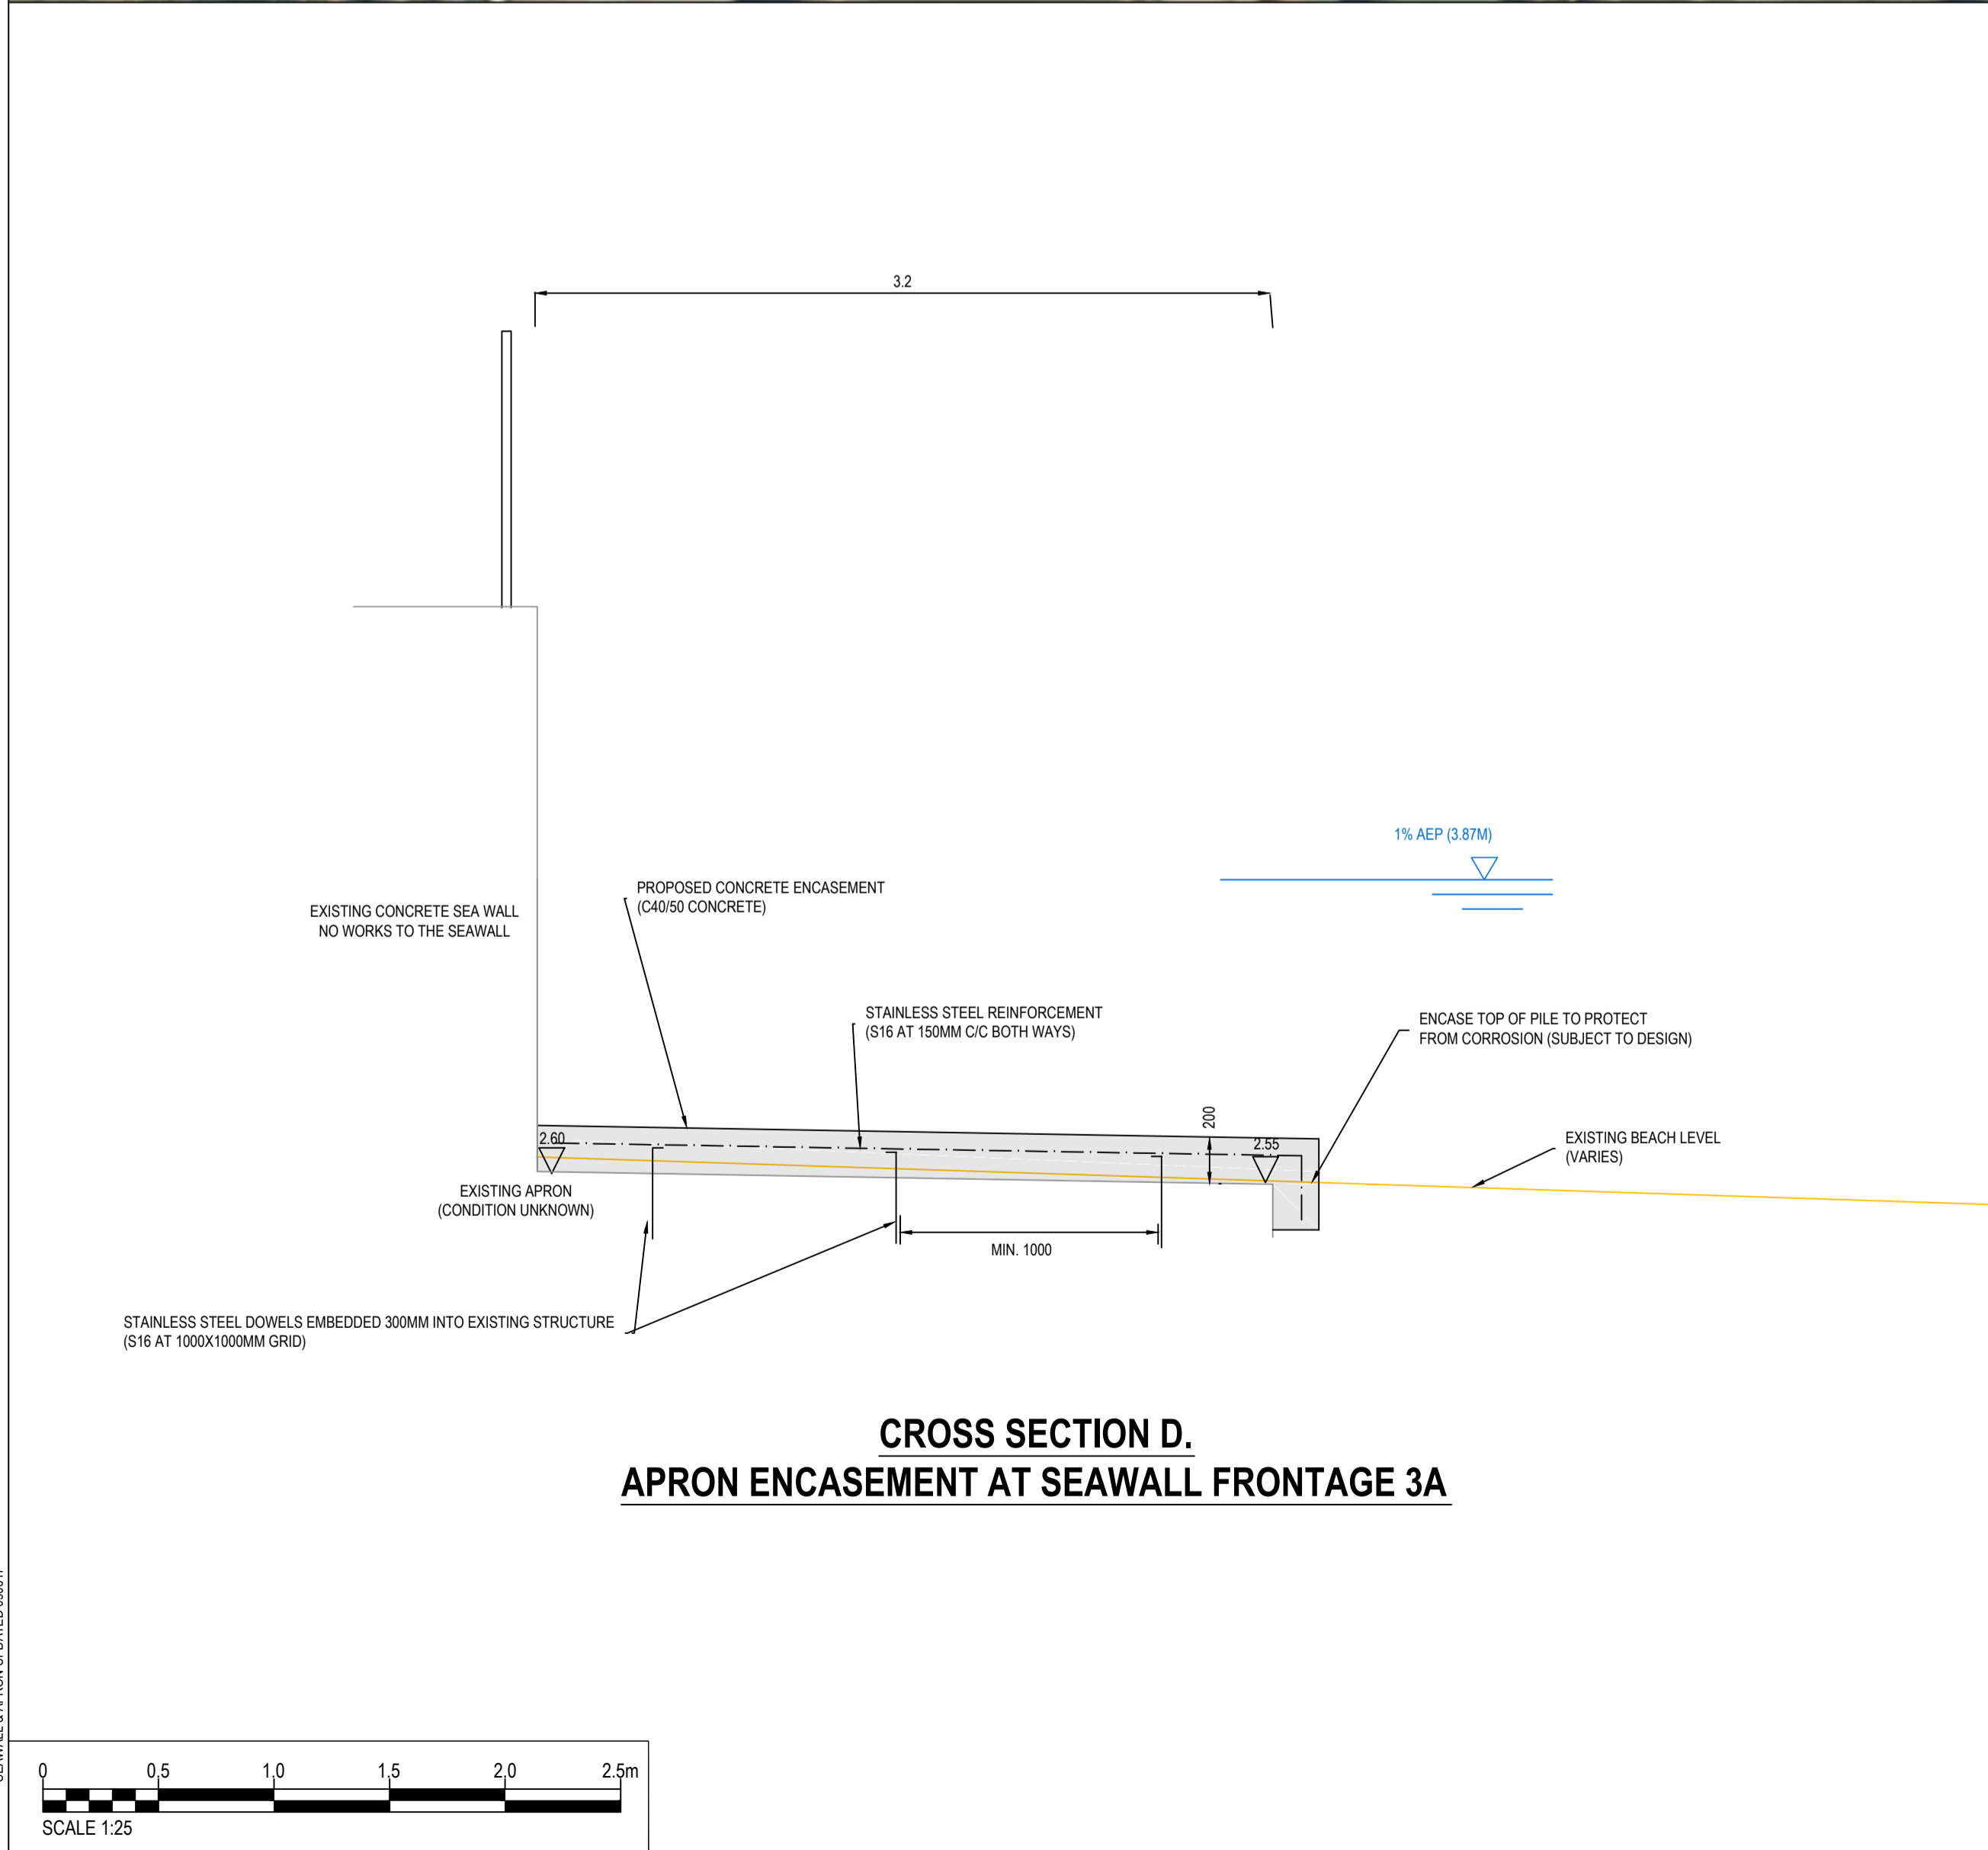 3.2
1% AEP (3.87M)
PROPOSED CONCRETE ENCASEMENT
(C40/50 CONCRETE)
EXISTING CONCRETE SEA WALL
NO WORKS TO THE SEAWALL
STAINLESS STEEL REINFORCEMENT
(S16 AT 150MM C/C BOTH WAYS)
ENCASE TOP OF PILE TO PROTECT
FROM CORROSION (SUBJECT TO DESIGN)
200
2.60
2.55
EXISTING BEACH LEVEL
(VARIES)
EXISTING APRON
(CONDITION UNKNOWN)
MIN. 1000
STAINLESS STEEL DOWELS EMBEDDED 300MM INTO EXISTING STRUCTURE
(S16 AT 1000X1000MM GRID)
CROSS SECTION D.
APRON ENCASEMENT AT SEAWALL FRONTAGE 3A
0 0.5 1.0 1.5 2.0 2.5m
SCALE 1:25